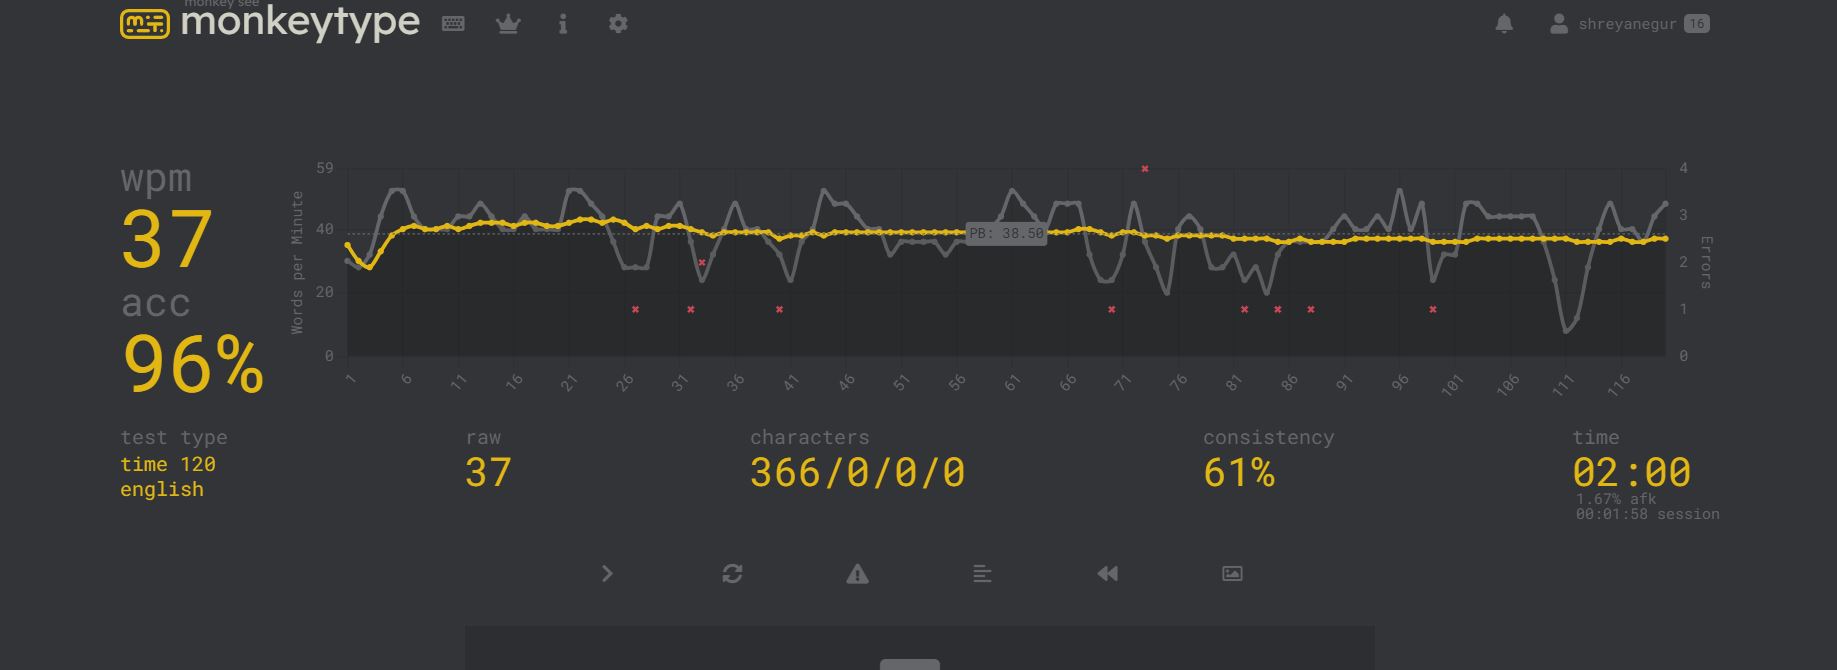 monkey see
monkeytype
shreyanegur 16
wpm
37
acc
96%
Words per Minute
59
40
20
0
PB: 38.50
4
3
2
1
0
Errors
1 6 11 16 21 26 31 36 41 46 51 56 61 66 71 76 81 86 91 96 101 106 111 116
test type
time 120
english
raw
37
characters
366/0/0/0
consistency
61%
time
02:00
1.67% afk
00:01:58 session